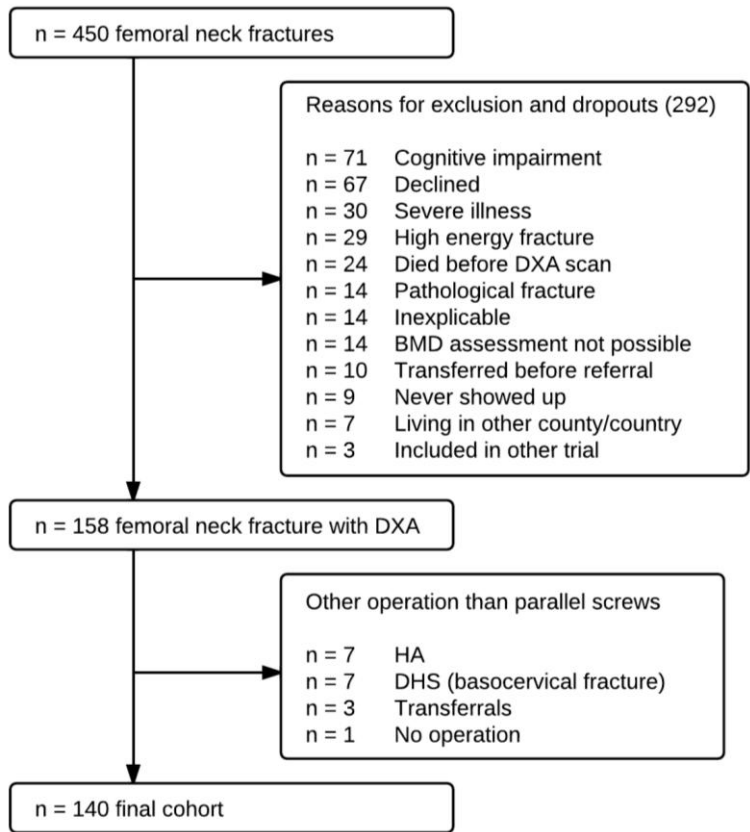 n = 450 femoral neck fractures
Reasons for exclusion and dropouts (292)
n = 71 Cognitive impairment
n = 67 Declined
n = 30 Severe illness
n = 29 High energy fracture
n = 24 Died before DXA scan
n = 14 Pathological fracture
n = 14 Inexplicable
n = 14 BMD assessment not possible
n = 10 Transferred before referral
n = 9 Never showed up
n = 7 Living in other county/country
n = 3 Included in other trial
n = 158 femoral neck fracture with DXA
Other operation than parallel screws
n = 7 HA
n = 7 DHS (basocervical fracture)
n = 3 Transferrals
n = 1 No operation
n = 140 final cohort